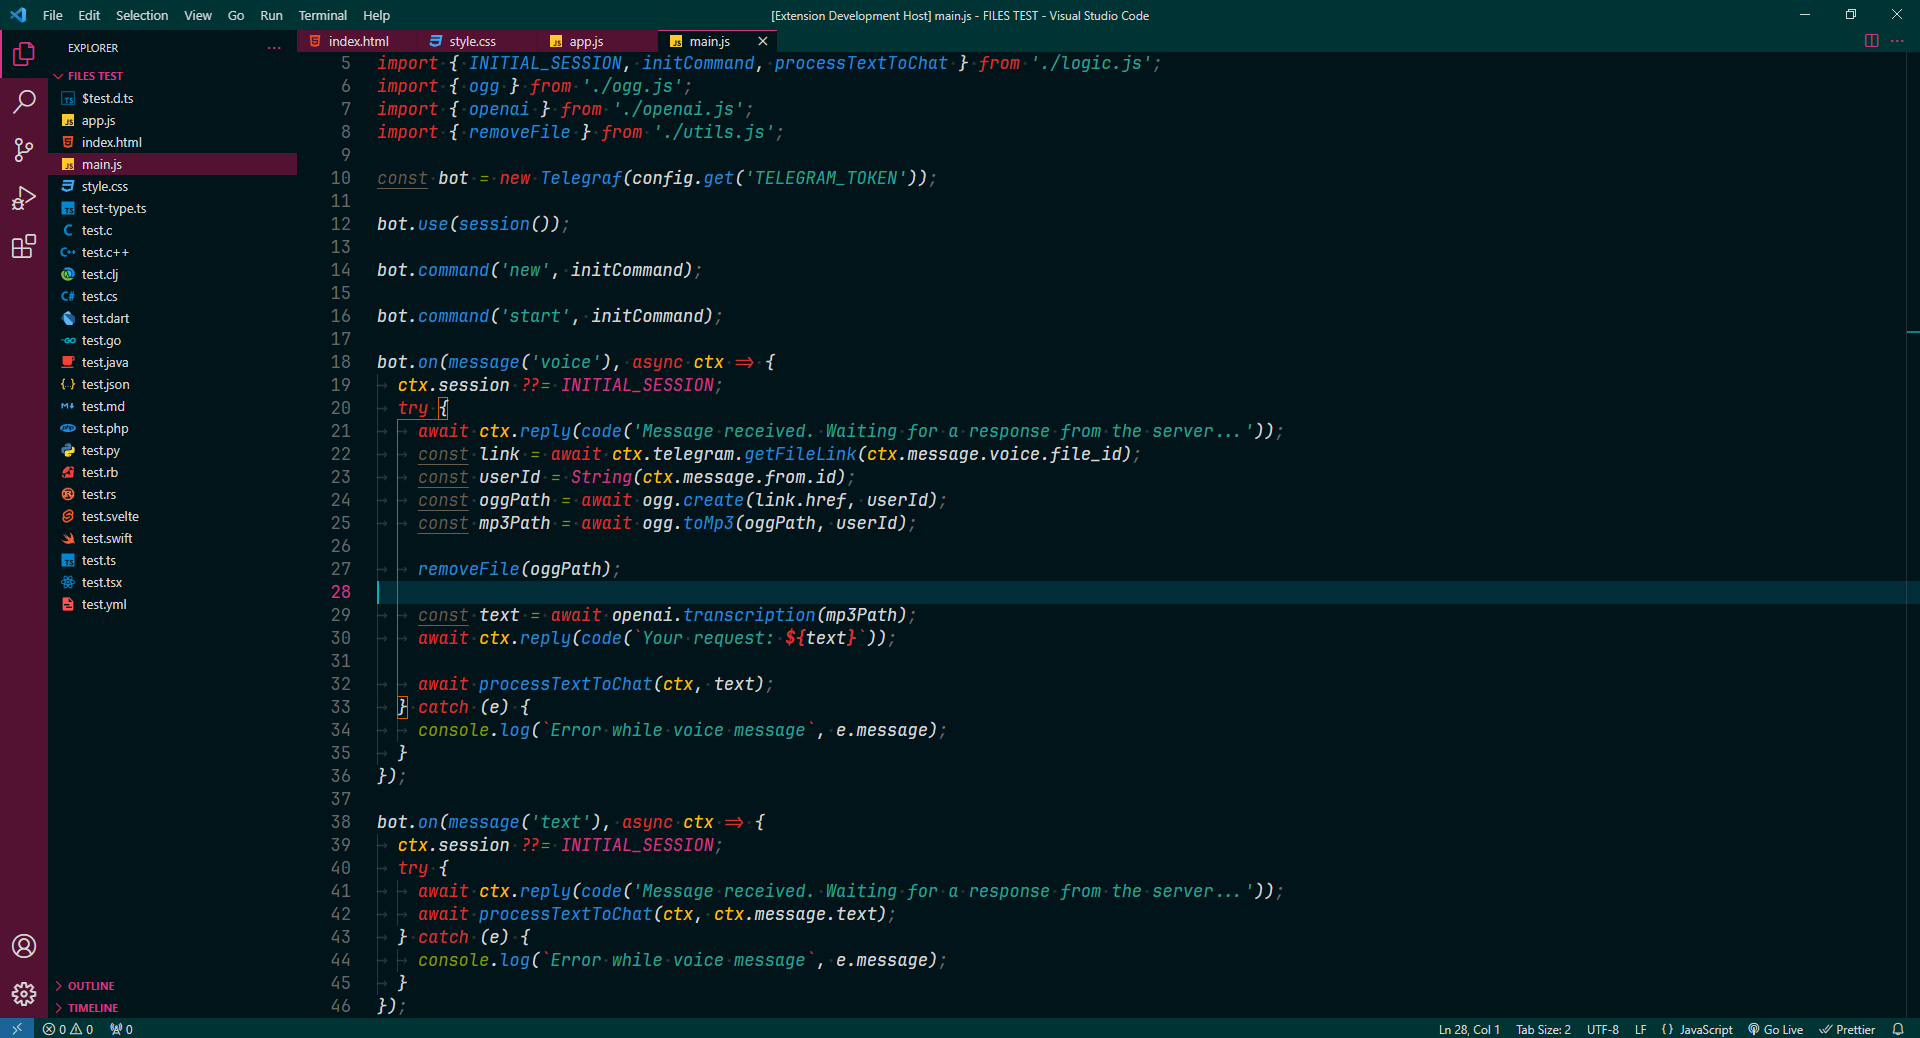 File Edit Selection View Go Run Terminal Help
[Extension Development Host] main.js - FILES TEST - Visual Studio Code
EXPLORER
FILES TEST
$test.d.ts
app.js
index.html
main.js
style.css
test-type.ts
test.c
test.c++
test.clj
test.cs
test.dart
test.go
test.java
test.json
test.md
test.php
test.py
test.rb
test.rs
test.svelte
test.swift
test.ts
test.tsx
test.yml
OUTLINE
TIMELINE
index.html style.css app.js main.js
5 import { INITIAL_SESSION, initCommand, processTextToChat } from './logic.js';
6 import { ogg } from './ogg.js';
7 import { openai } from './openai.js';
8 import { removeFile } from './utils.js';
9
10 const bot = new Telegraf(config.get('TELEGRAM_TOKEN'));
11
12 bot.use(session());
13
14 bot.command('new', initCommand);
15
16 bot.command('start', initCommand);
17
18 bot.on(message('voice'), async ctx => {
19 ctx.session ??= INITIAL_SESSION;
20 try {
21 await ctx.reply(code('Message received. Waiting for a response from the server...'));
22 const link = await ctx.telegram.getFileLink(ctx.message.voice.file_id);
23 const userId = String(ctx.message.from.id);
24 const oggPath = await ogg.create(link.href, userId);
25 const mp3Path = await ogg.toMp3(oggPath, userId);
26
27 removeFile(oggPath);
28
29 const text = await openai.transcription(mp3Path);
30 await ctx.reply(code(`Your request: ${text}`));
31
32 await processTextToChat(ctx, text);
33 } catch (e) {
34 console.log(`Error while voice message`, e.message);
35 }
36 });
37
38 bot.on(message('text'), async ctx => {
39 ctx.session ??= INITIAL_SESSION;
40 try {
41 await ctx.reply(code('Message received. Waiting for a response from the server...'));
42 await processTextToChat(ctx, ctx.message.text);
43 } catch (e) {
44 console.log(`Error while voice message`, e.message);
45 }
46 });
0 0 0
Ln 28, Col 1 Tab Size: 2 UTF-8 LF {} JavaScript Go Live Prettier